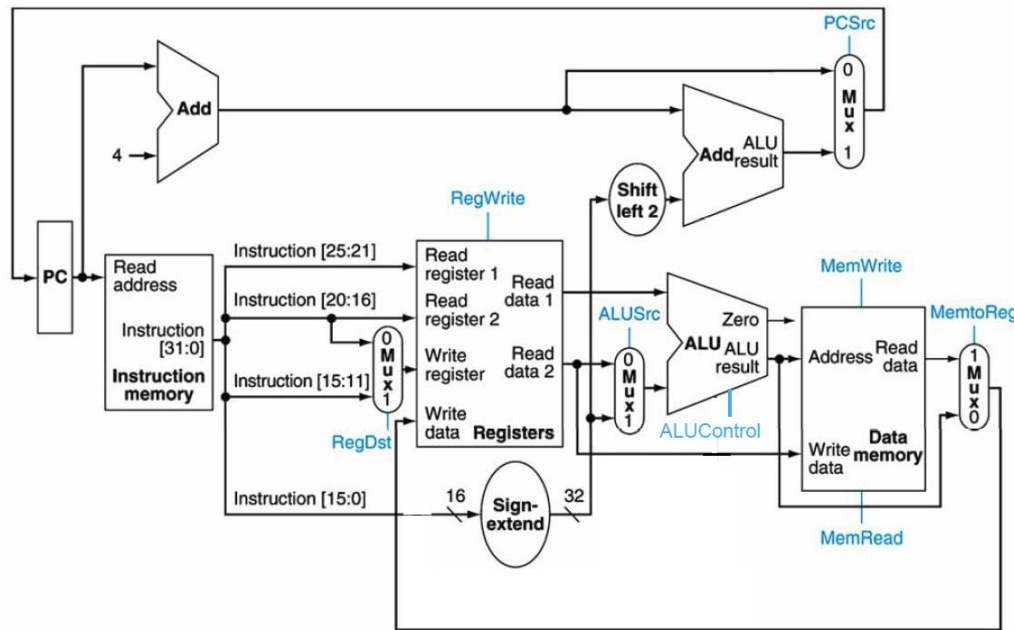 PCSrc
0
M
u
x
1
Add
4
Add
ALU
result
Shift
left 2
RegWrite
PC
Read
address
Instruction
[31:0]
Instruction
memory
Instruction [25:21]
Instruction [20:16]
Instruction [15:11]
0
M
u
x
1
RegDst
Read
register 1
Read
register 2
Write
register
Write
data
Read
data 1
Read
data 2
Registers
ALUSrc
0
M
u
x
1
Zero
ALU
ALU
result
ALUControl
MemWrite
Address
Read
data
Write
data
Data
memory
MemRead
MemtoReg
1
M
u
x
0
Instruction [15:0]
16
Sign-
extend
32